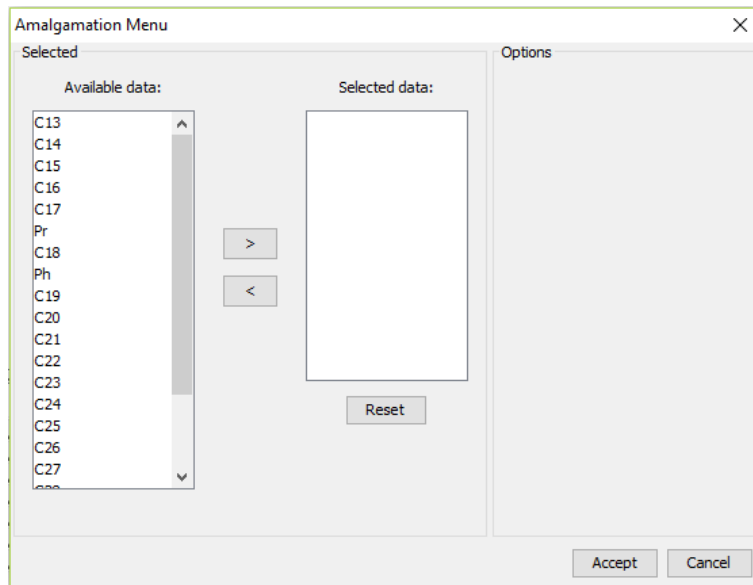 Amalgamation Menu
Selected
Options
Available data:
Selected data:
C13
C14
C15
C16
C17
Pr
C18
Ph
C19
C20
C21
C22
C23
C24
C25
C26
C27
>
<
Reset
Accept
Cancel